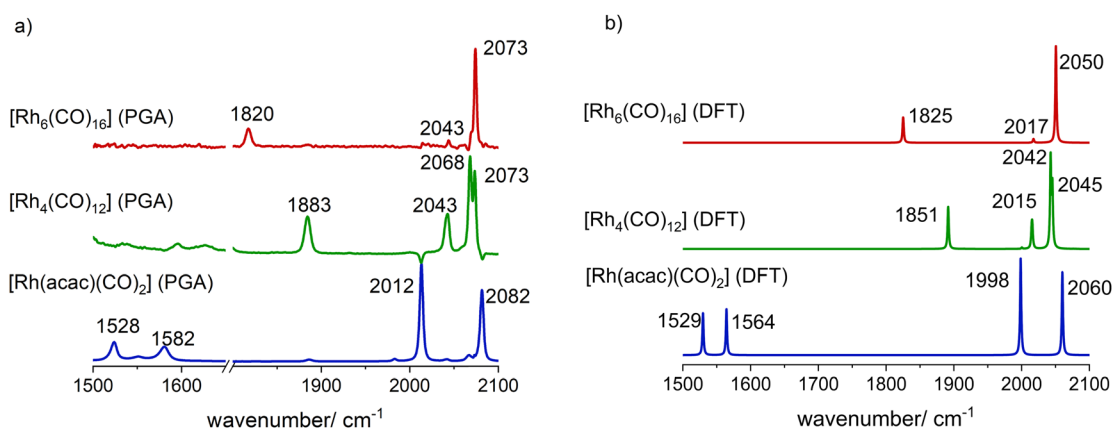 a)
2073
[Rh6(CO)16] (PGA)
1820
2043
2068
2073
[Rh4(CO)12] (PGA)
1883
2043
[Rh(acac)(CO)2] (PGA)
2012
2082
1528
1582
1500 1600 1900 2000 2100
wavenumber/ cm-1
b)
2050
[Rh6(CO)16] (DFT)
1825
2017
2042
2045
[Rh4(CO)12] (DFT)
1851
2015
[Rh(acac)(CO)2] (DFT)
1998
2060
1529
1564
1500 1600 1700 1800 1900 2000 2100
wavenumber/ cm-1